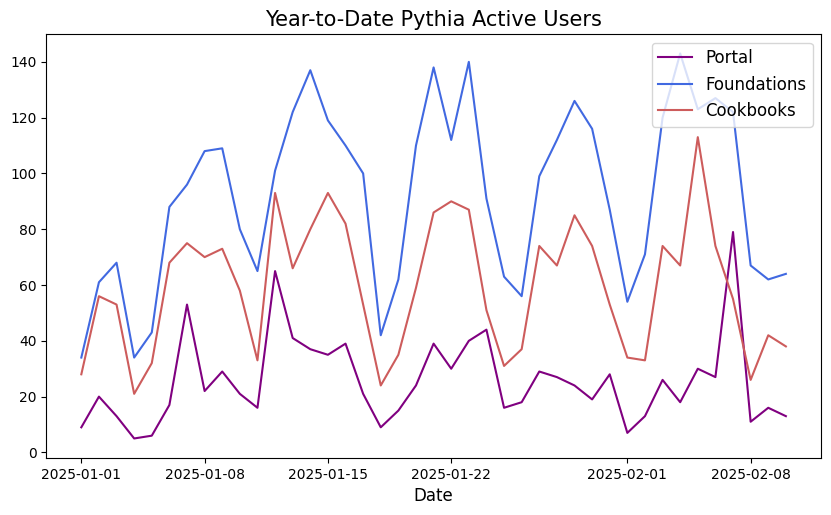 Year-to-Date Pythia Active Users
140
120
100
80
60
40
20
0
Portal
Foundations
Cookbooks
2025-01-01 2025-01-08 2025-01-15 2025-01-22 2025-02-01 2025-02-08
Date